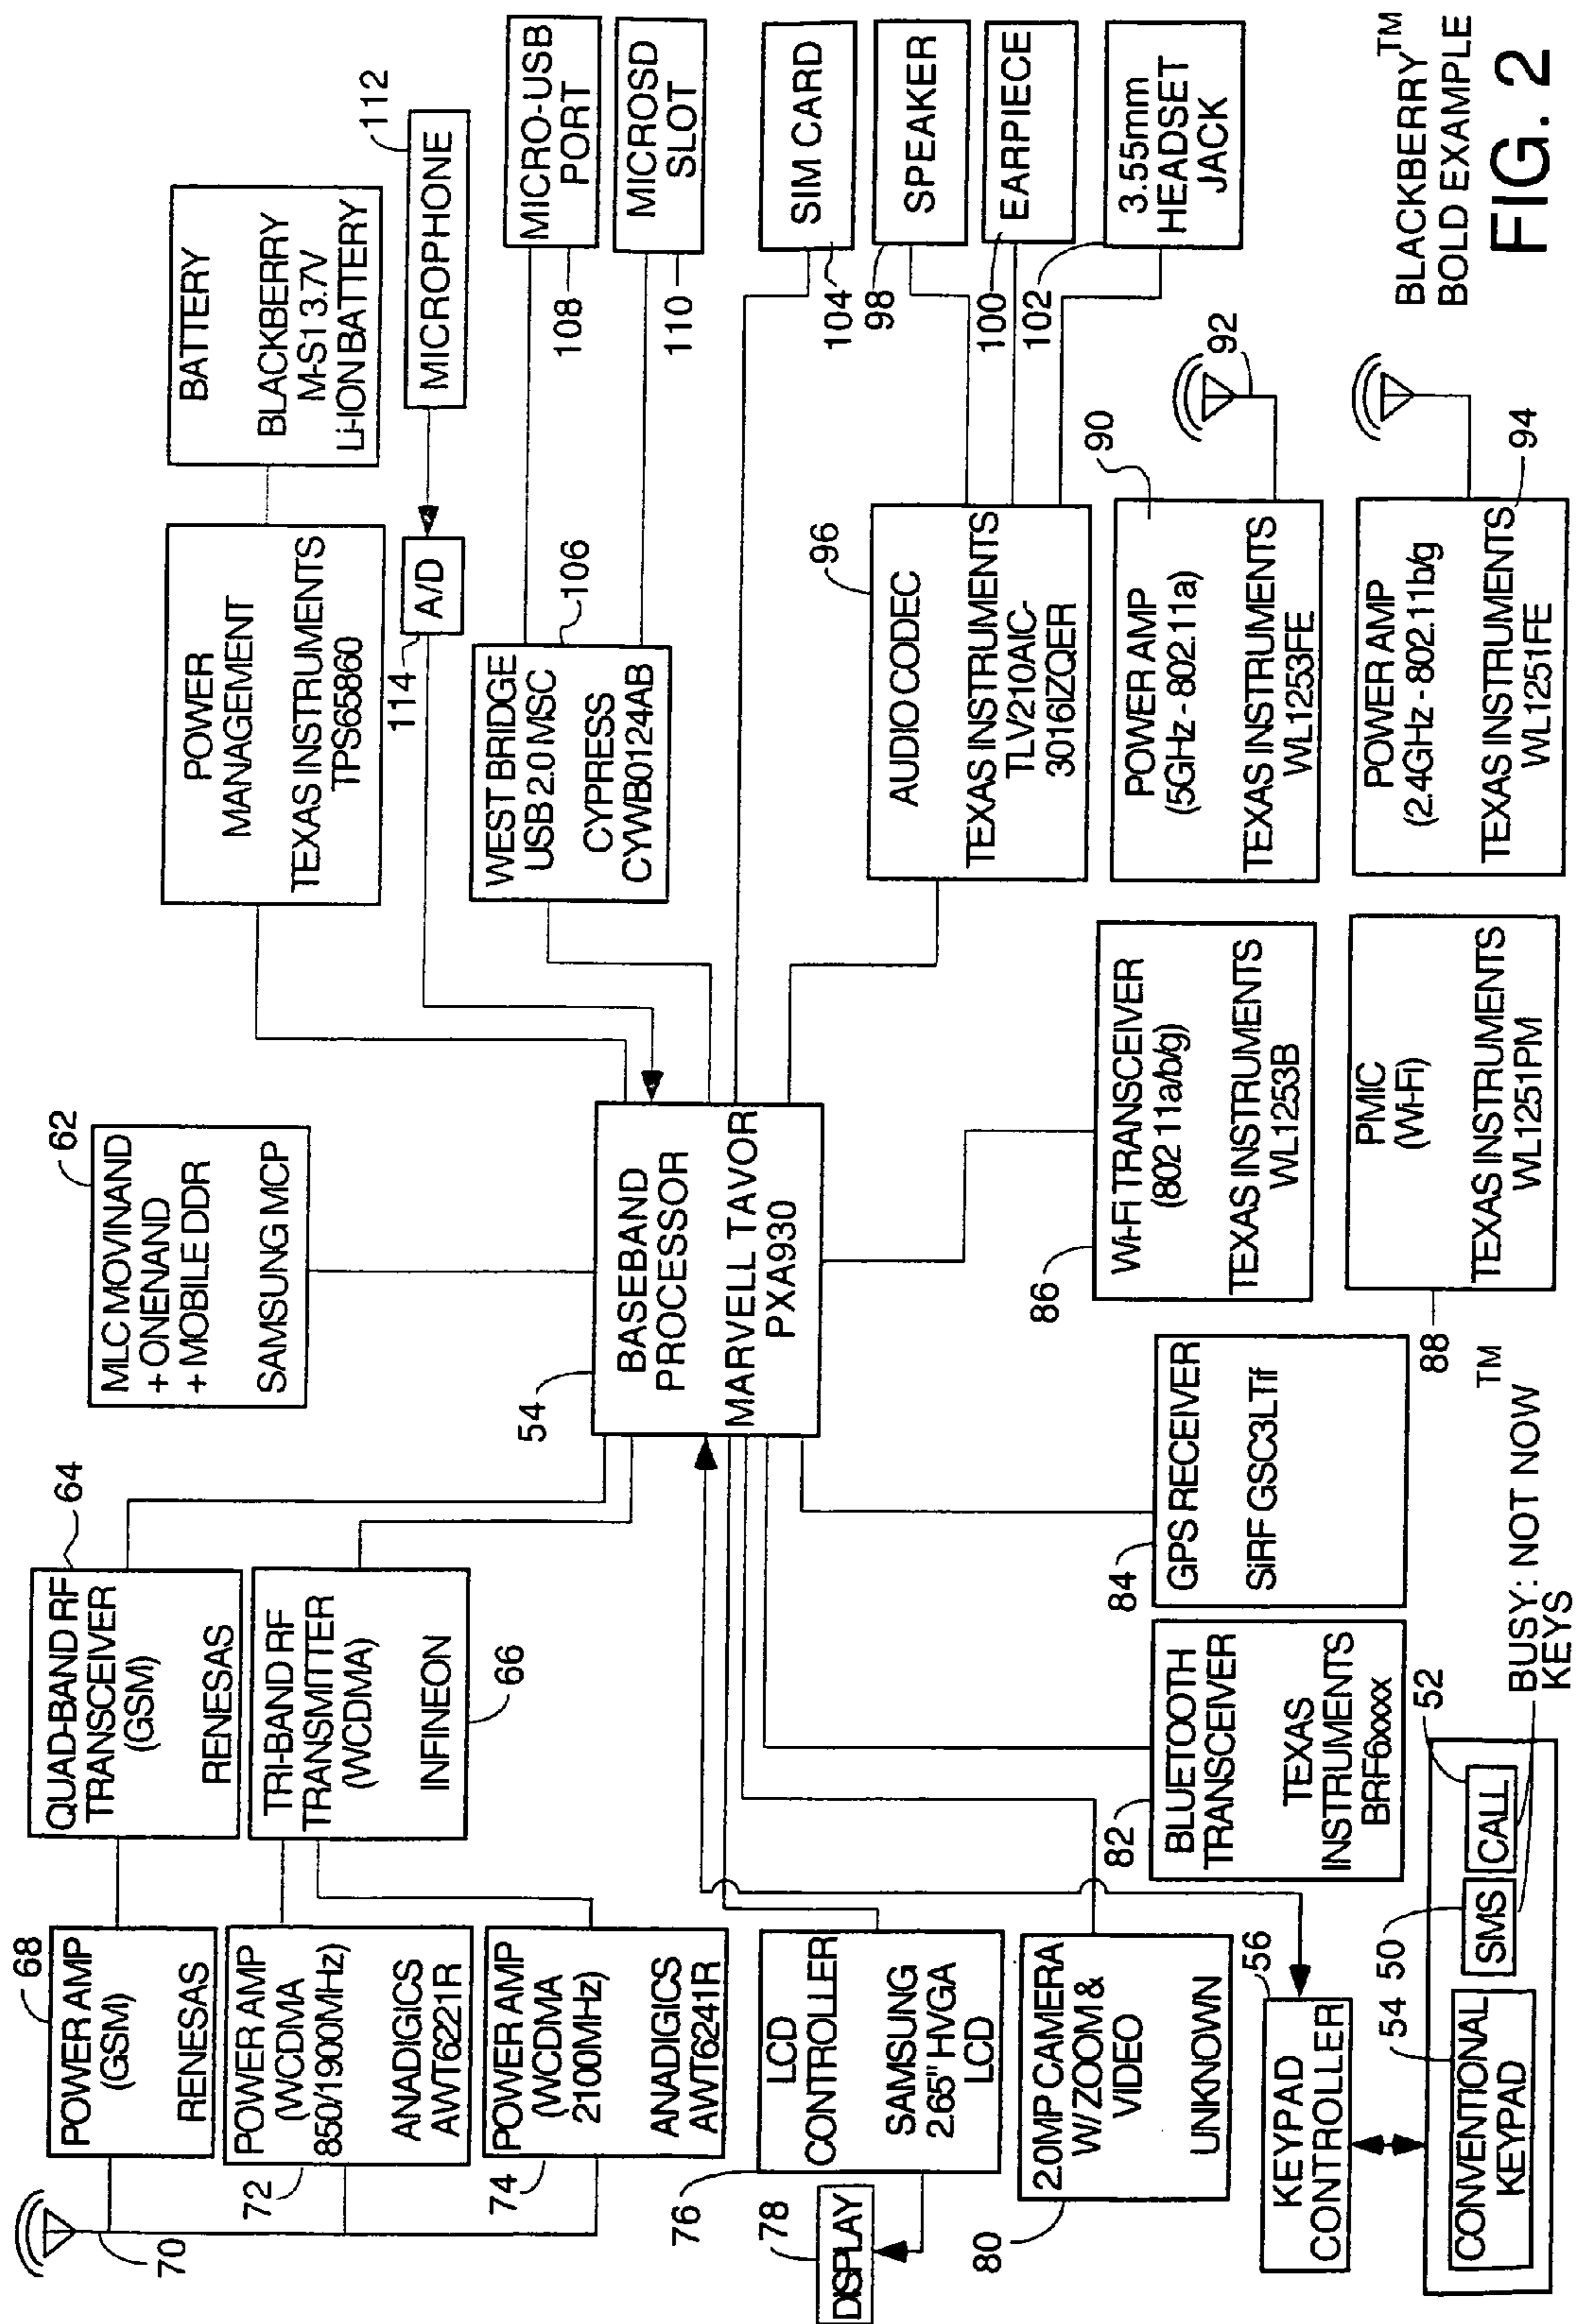 68
POWER AMP
(GSM)
RENESAS
64
QUAD-BAND RF
TRANSCEIVER
(GSM)
RENESAS
70
72
POWER AMP
(WCDMA
850/1900MHz)
ANADIGICS
AWT6221R
TRI-BAND RF
TRANSMITTER
(WCDMA)
INFINEON
66
74
POWER AMP
(WCDMA
2100MHz)
ANADIGICS
AWT6241R
62
MLC MOVINAND
+ ONENAND
+ MOBILE DDR
SAMSUNG MCP
POWER
MANAGEMENT
TEXAS INSTRUMENTS
TPS65860
BATTERY
BLACKBERRY
M-S1 3.7V
Li-ION BATTERY
114
A/D
MICROPHONE
112
WEST BRIDGE
USB 2.0 MSC
CYPRESS
CYWB0124AB
106
MICRO-USB
PORT
108
MICROSD
SLOT
110
54
BASEBAND
PROCESSOR
MARVELL TAVOR
PXA930
76
LCD
CONTROLLER
SAMSUNG
2.65" HVGA
LCD
78
DISPLAY
80
2.0MP CAMERA
W/ ZOOM &
VIDEO
UNKNOWN
SIM CARD
104
SPEAKER
98
EARPIECE
100
3.55mm
HEADSET
JACK
102
96
AUDIO CODEC
TEXAS INSTRUMENTS
TLV210AIC-
3016IZQER
82
BLUETOOTH
TRANSCEIVER
TEXAS
INSTRUMENTS
BRF6xxxx
84
GPS RECEIVER
SiRF GSC3LTif
86
Wi-Fi TRANSCEIVER
(802 11a/b/g)
TEXAS INSTRUMENTS
WL1253B
90
POWER AMP
(5GHz - 802.11a)
TEXAS INSTRUMENTS
WL1253FE
92
56
KEYPAD
CONTROLLER
88
PMIC
(Wi-Fi)
TEXAS INSTRUMENTS
WL1251PM
POWER AMP
(2.4GHz - 802.11b/g
TEXAS INSTRUMENTS
WL1251FE
94
54
50
52
CONVENTIONAL
KEYPAD
SMS
CALL
BUSY: NOT NOW TM
KEYS
BLACKBERRY TM
BOLD EXAMPLE
FIG. 2